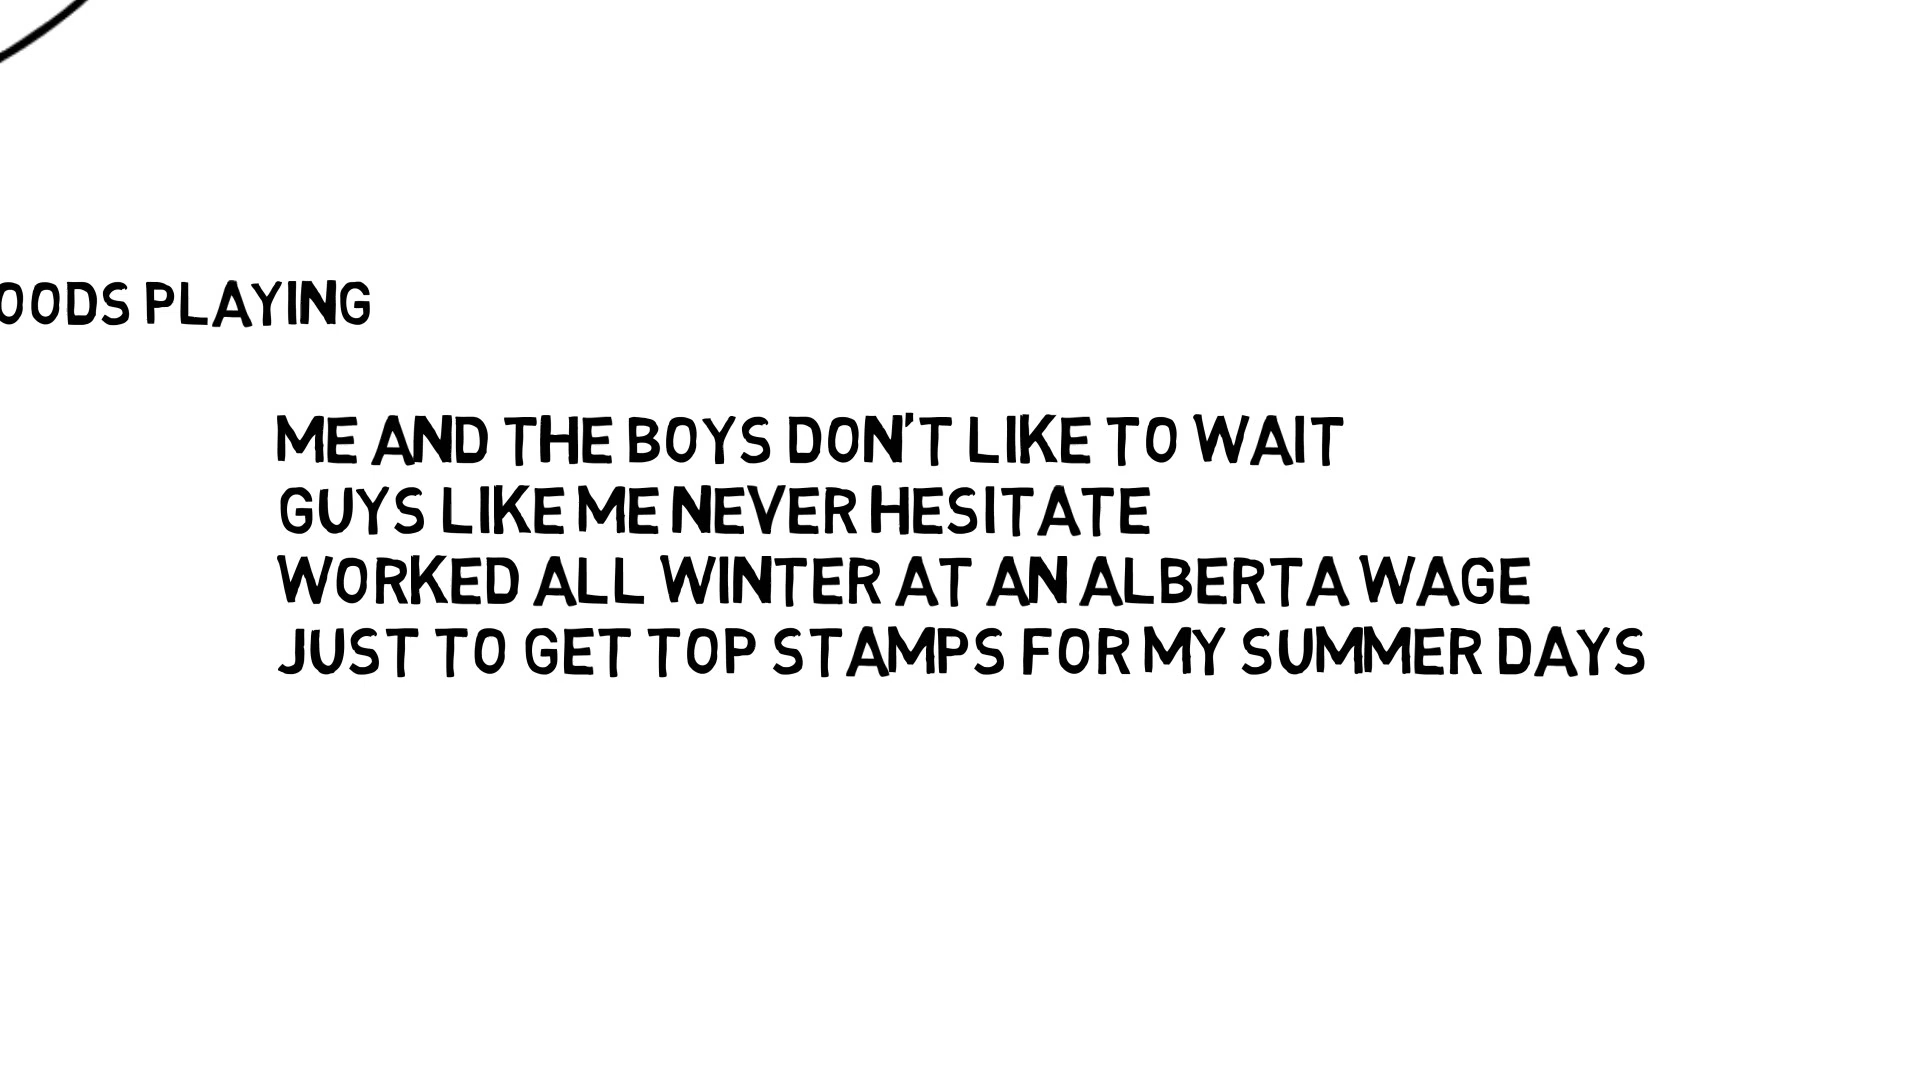 OODS PLAYING
ME AND THE BOYS DON'T LIKE TO WAIT
GUYS LIKE ME NEVER HESITATE
WORKED ALL WINTER AT AN ALBERTA WAGE
JUST TO GET TOP STAMPS FOR MY SUMMER DAYS